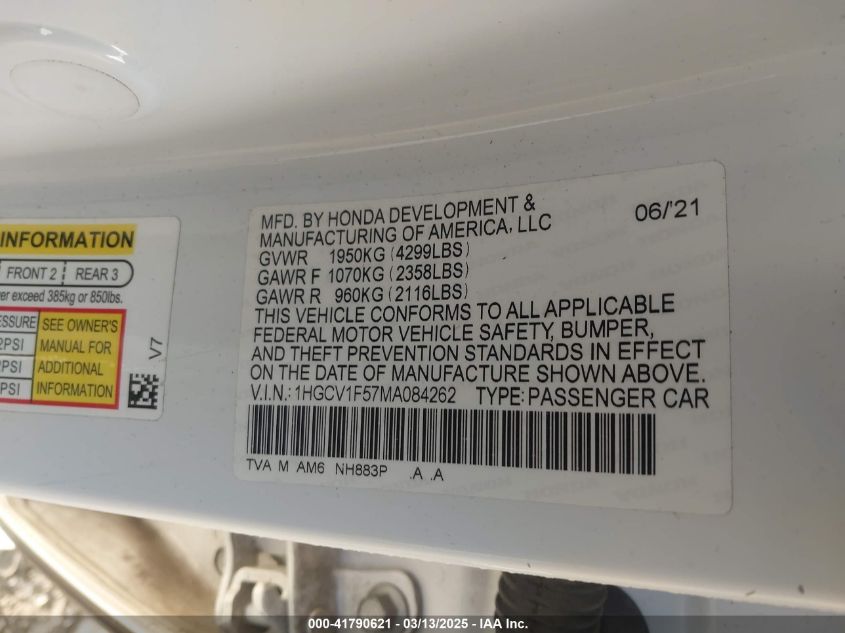 INFORMATION
FRONT 2 REAR 3
exceed 385kg or 850lbs.
SEE OWNER'S
MANUAL FOR
ADDITIONAL
INFORMATION
PSI
PSI
PSI
V7
MFD. BY HONDA DEVELOPMENT &
MANUFACTURING OF AMERICA, LLC
06/'21
GVWR 1950KG (4299LBS)
GAWR F 1070KG (2358LBS)
GAWR R 960KG (2116LBS)
THIS VEHICLE CONFORMS TO ALL APPLICABLE
FEDERAL MOTOR VEHICLE SAFETY, BUMPER,
AND THEFT PREVENTION STANDARDS IN EFFECT
ON THE DATE OF MANUFACTURE SHOWN ABOVE.
V.I.N.: 1HGCV1F57MA084262 TYPE: PASSENGER CAR
TVA M AM6 NH883P .A .A
000-41790621 - 03/13/2025 - IAA Inc.